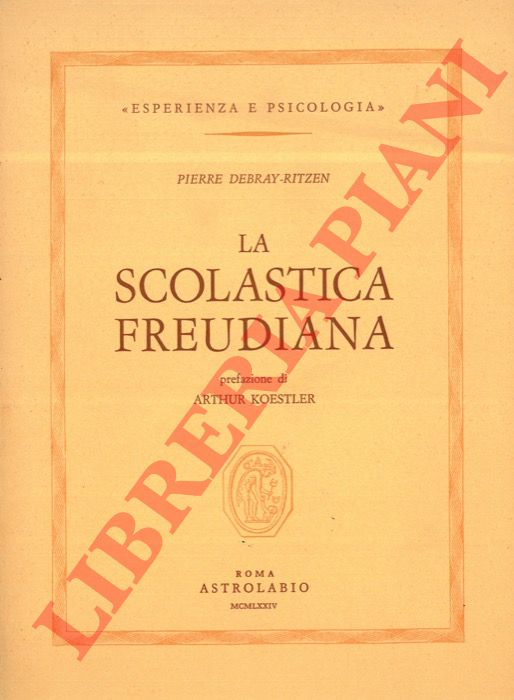 «ESPERIENZA E PSICOLOGIA»
PIERRE DEBRAY-RITZEN
LA
SCOLASTICA
FREUDIANA
prefazione di
ARTHUR KOESTLER
ROMA
ASTROLABIO
MCMLXXIV
LIBRERIA PIANI